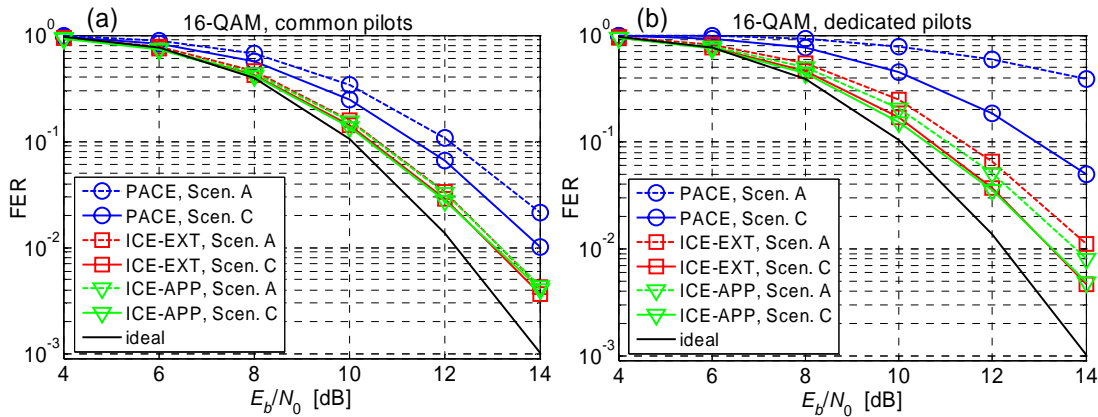 (a) 16-QAM, common pilots
10^0
10^-1
10^-2
10^-3
FER
PACE, Scen. A
PACE, Scen. C
ICE-EXT, Scen. A
ICE-EXT, Scen. C
ICE-APP, Scen. A
ICE-APP, Scen. C
ideal
4 6 8 10 12 14
E_b/N_0 [dB]
(b) 16-QAM, dedicated pilots
10^0
10^-1
10^-2
10^-3
FER
PACE, Scen. A
PACE, Scen. C
ICE-EXT, Scen. A
ICE-EXT, Scen. C
ICE-APP, Scen. A
ICE-APP, Scen. C
ideal
4 6 8 10 12 14
E_b/N_0 [dB]